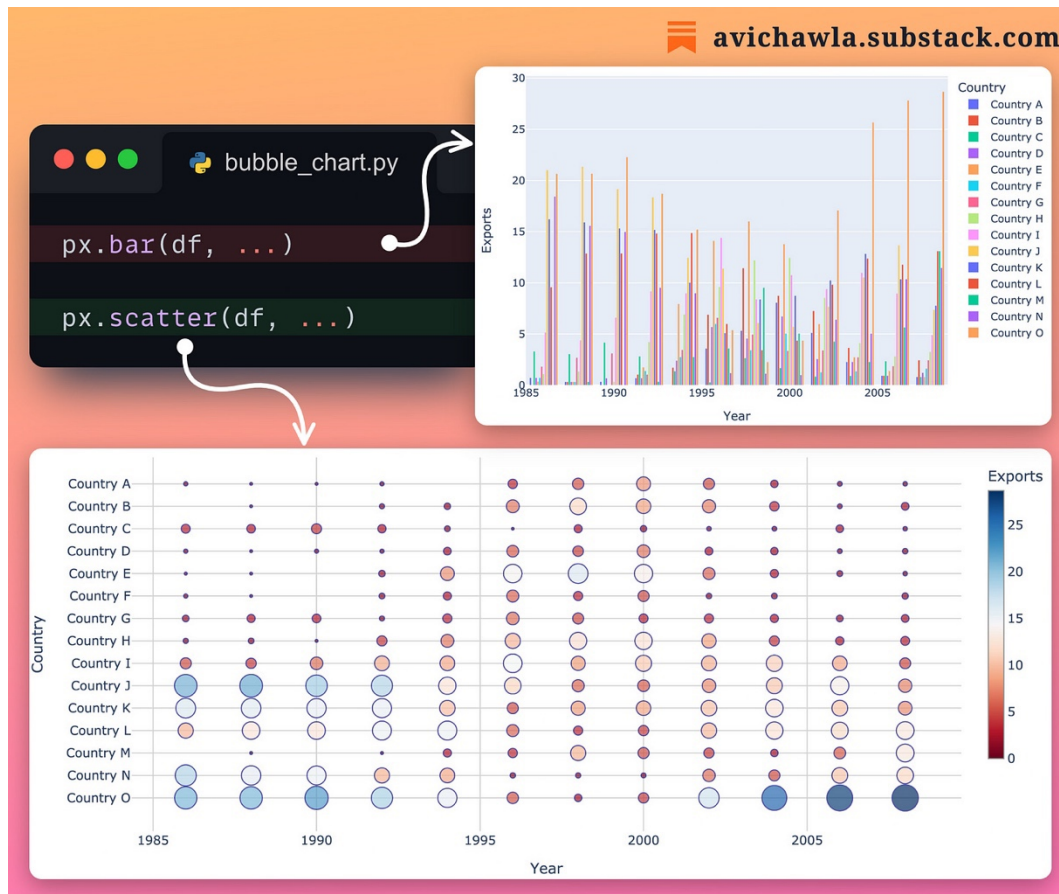 avichawla.substack.com
bubble_chart.py
px.bar(df, ...)
px.scatter(df, ...)
30
25
20
15
10
5
0
Exports
1985
1990
1995
2000
2005
Year
Country
Country A
Country B
Country C
Country D
Country E
Country F
Country G
Country H
Country I
Country J
Country K
Country L
Country M
Country N
Country O
Country
Country A
Country B
Country C
Country D
Country E
Country F
Country G
Country H
Country I
Country J
Country K
Country L
Country M
Country N
Country O
1985
1990
1995
2000
2005
Year
Exports
25
20
15
10
5
0